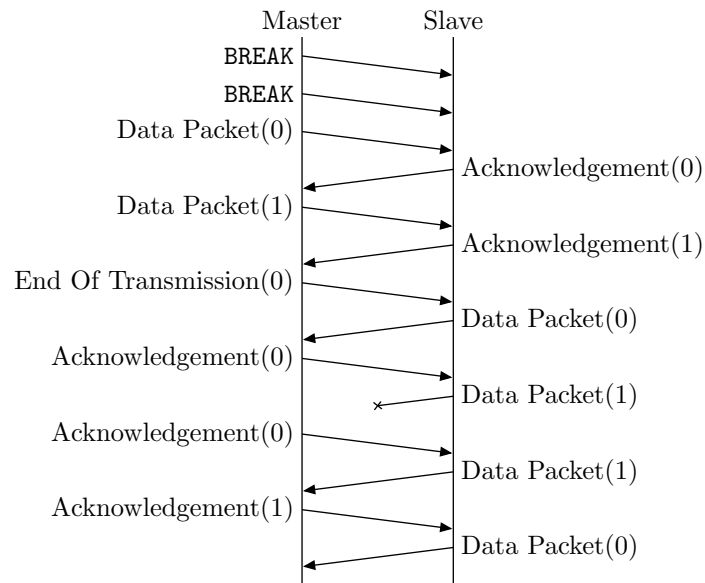 Master Slave
BREAK
BREAK
Data Packet(0)
Acknowledgement(0)
Data Packet(1)
Acknowledgement(1)
End Of Transmission(0)
Data Packet(0)
Acknowledgement(0)
Data Packet(1)
Acknowledgement(0)
Data Packet(1)
Acknowledgement(1)
Data Packet(0)